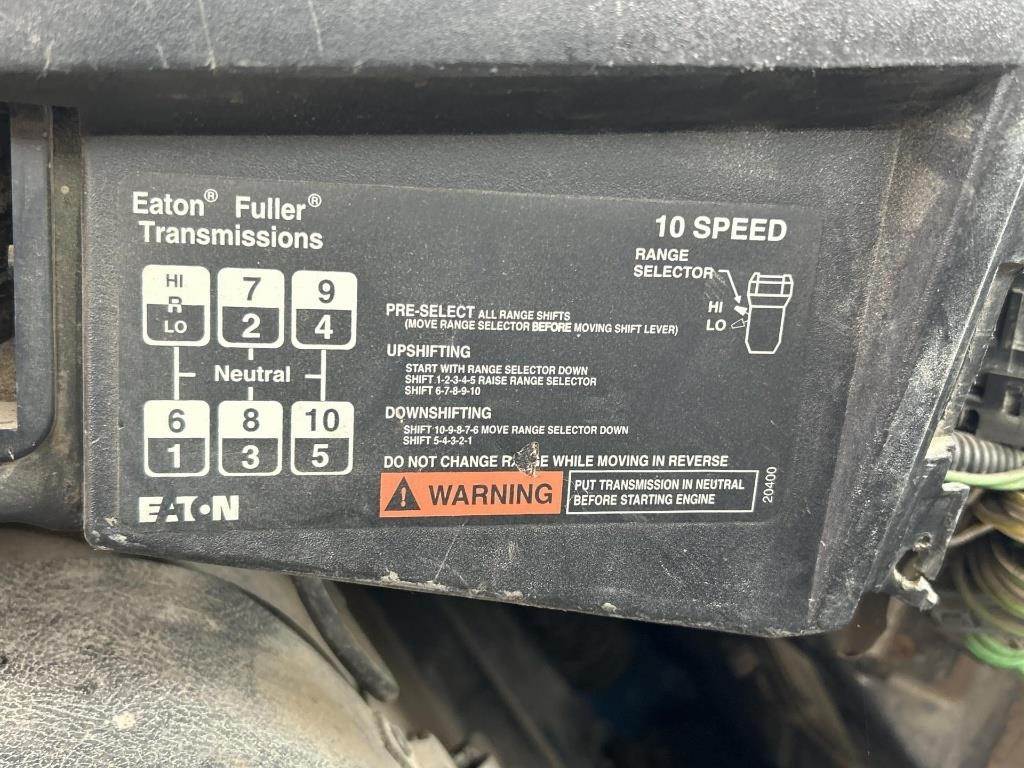 Eaton® Fuller®
Transmissions
10 SPEED
RANGE
SELECTOR
HI
LO
HI
R
LO
7
2
9
4
Neutral
6
1
8
3
10
5
PRE-SELECT ALL RANGE SHIFTS
(MOVE RANGE SELECTOR BEFORE MOVING SHIFT LEVER)
UPSHIFTING
START WITH RANGE SELECTOR DOWN
SHIFT 1-2-3-4-5 RAISE RANGE SELECTOR
SHIFT 6-7-8-9-10
DOWNSHIFTING
SHIFT 10-9-8-7-6 MOVE RANGE SELECTOR DOWN
SHIFT 5-4-3-2-1
DO NOT CHANGE RANGE WHILE MOVING IN REVERSE
WARNING
PUT TRANSMISSION IN NEUTRAL
BEFORE STARTING ENGINE
20400
EATON